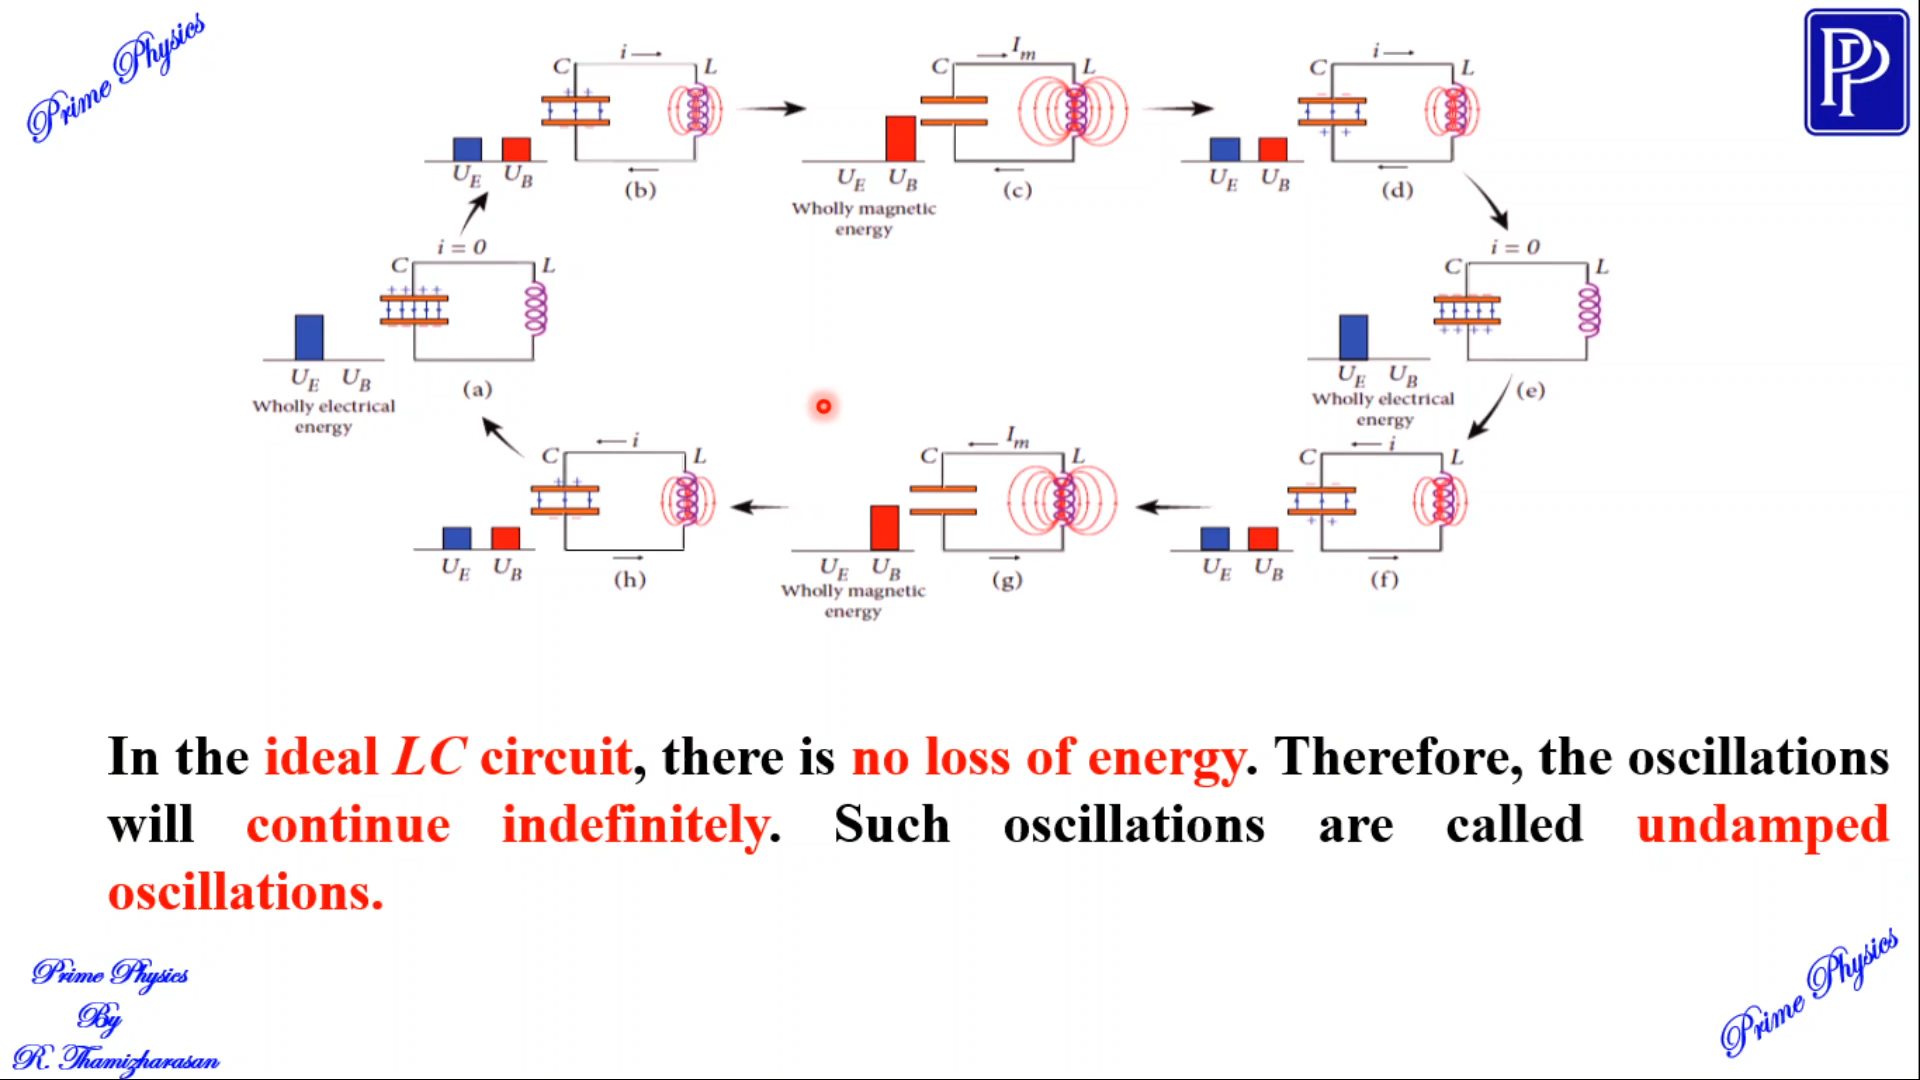 Prime Physics
PP
C i L
U_E U_B
(b)
C I_m L
U_E U_B
(c)
Wholly magnetic
energy
C i L
U_E U_B
(d)
i = 0
C L
U_E U_B
(a)
Wholly electrical
energy
i = 0
C L
U_E U_B
(e)
Wholly electrical
energy
i
C L
U_E U_B
(h)
I_m
C L
U_E U_B
(g)
Wholly magnetic
energy
i
C L
U_E U_B
(f)
In the ideal LC circuit, there is no loss of energy. Therefore, the oscillations
will continue indefinitely. Such oscillations are called undamped
oscillations.
Prime Physics
By
R. Thamizharasan
Prime Physics